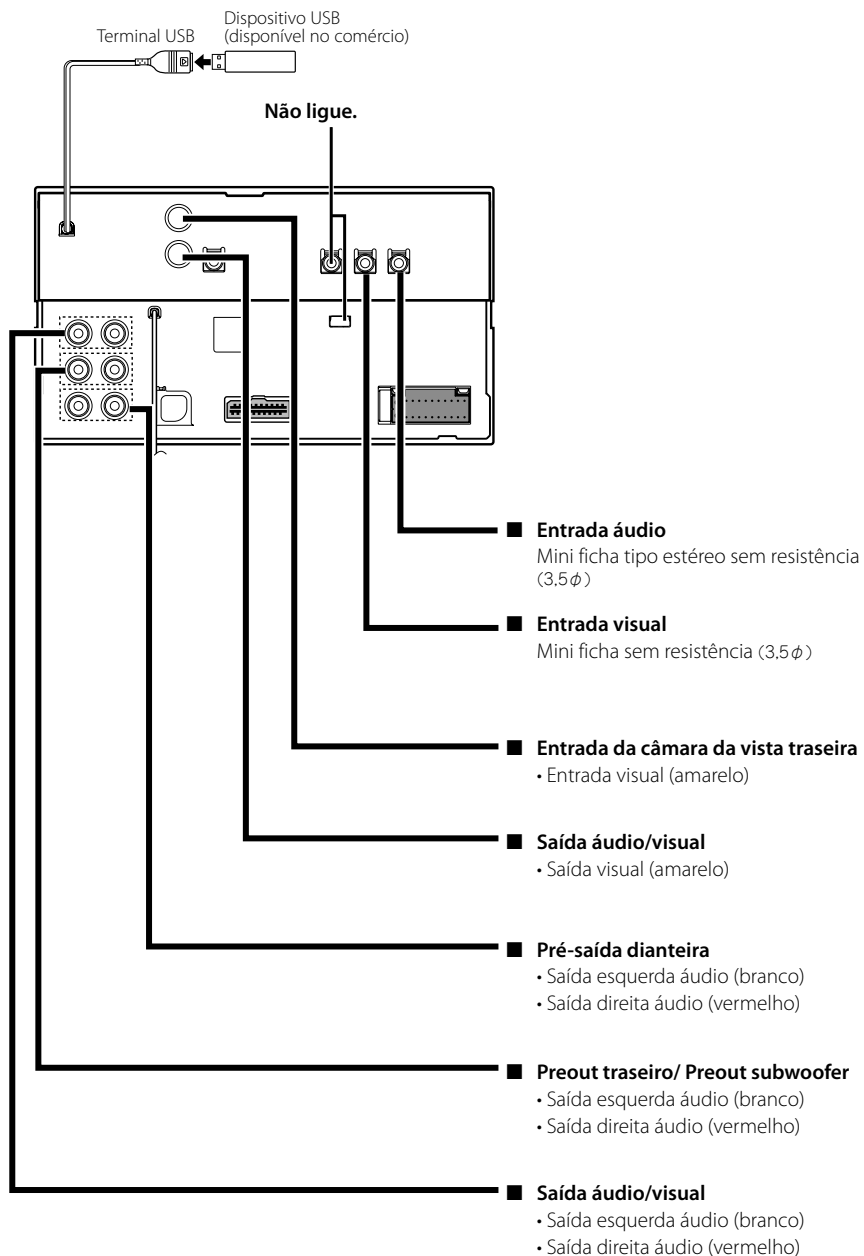 Dispositivo USB
Terminal USB
(disponível no comércio)
Não ligue.
■ Entrada áudio
Mini ficha tipo estéreo sem resistência
(3,5φ)
■ Entrada visual
Mini ficha sem resistência (3,5φ)
■ Entrada da câmara da vista traseira
• Entrada visual (amarelo)
■ Saída áudio/visual
• Saída visual (amarelo)
■ Pré-saída dianteira
• Saída esquerda áudio (branco)
• Saída direita áudio (vermelho)
■ Preout traseiro/ Preout subwoofer
• Saída esquerda áudio (branco)
• Saída direita áudio (vermelho)
■ Saída áudio/visual
• Saída esquerda áudio (branco)
• Saída direita áudio (vermelho)